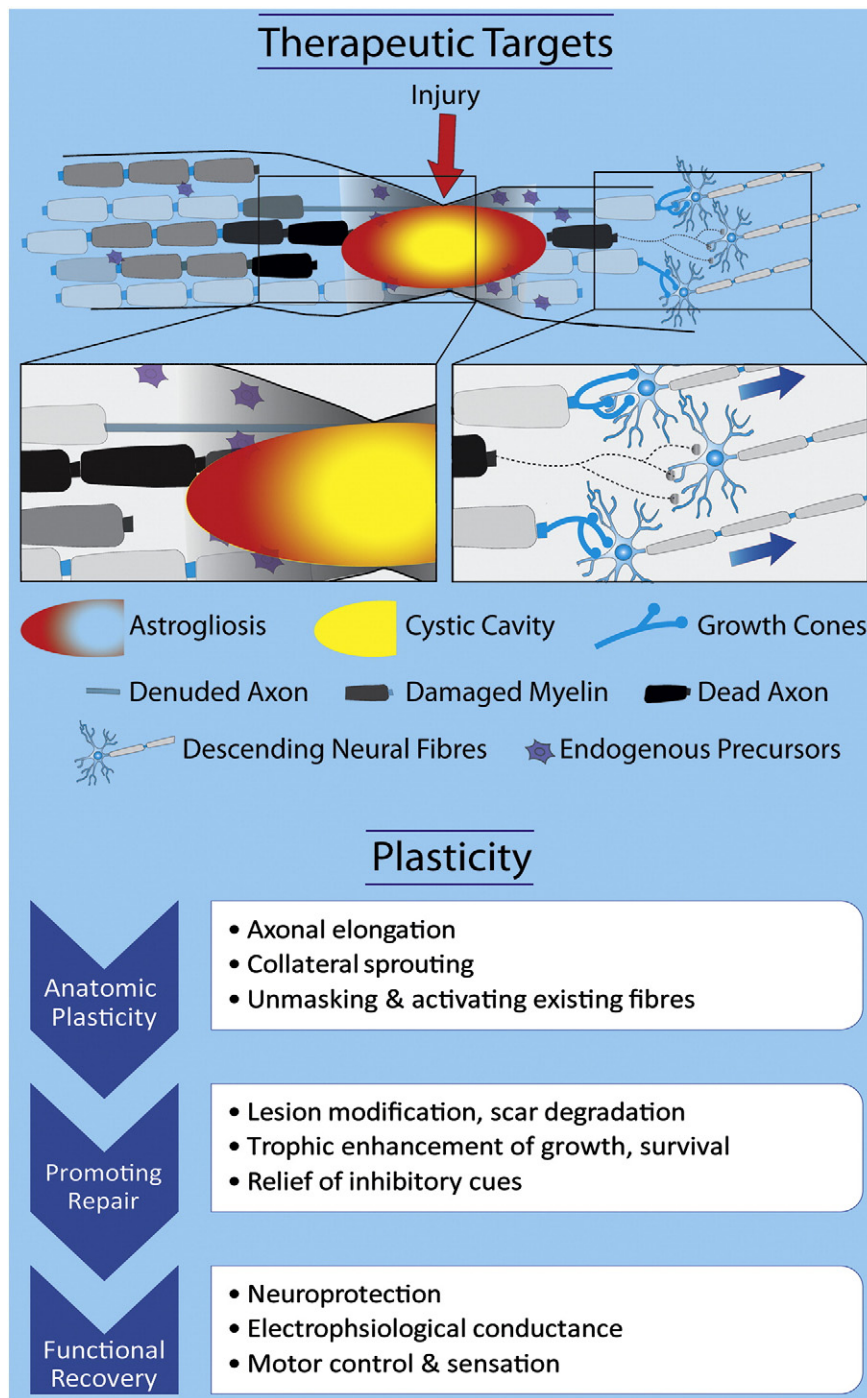 Therapeutic Targets
Injury
Astrogliosis
Cystic Cavity
Growth Cones
Denuded Axon
Damaged Myelin
Dead Axon
Descending Neural Fibres
Endogenous Precursors
Plasticity
Anatomic
Plasticity
• Axonal elongation
• Collateral sprouting
• Unmasking & activating existing fibres
Promoting
Repair
• Lesion modification, scar degradation
• Trophic enhancement of growth, survival
• Relief of inhibitory cues
Functional
Recovery
• Neuroprotection
• Electrophsiological conductance
• Motor control & sensation